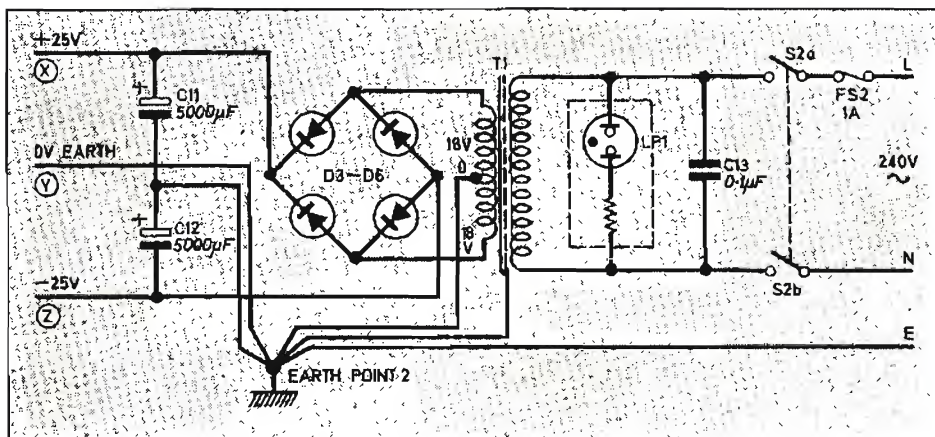 +25V
X
+
C11
5000µF
0V EARTH
Y
+
C12
5000µF
-25V
Z
D3-D6
T1
18V
0
18
V
EARTH POINT 2
LP1
C13
0·1µF
S2a
S2b
FS2
1A
L
240V
N
E